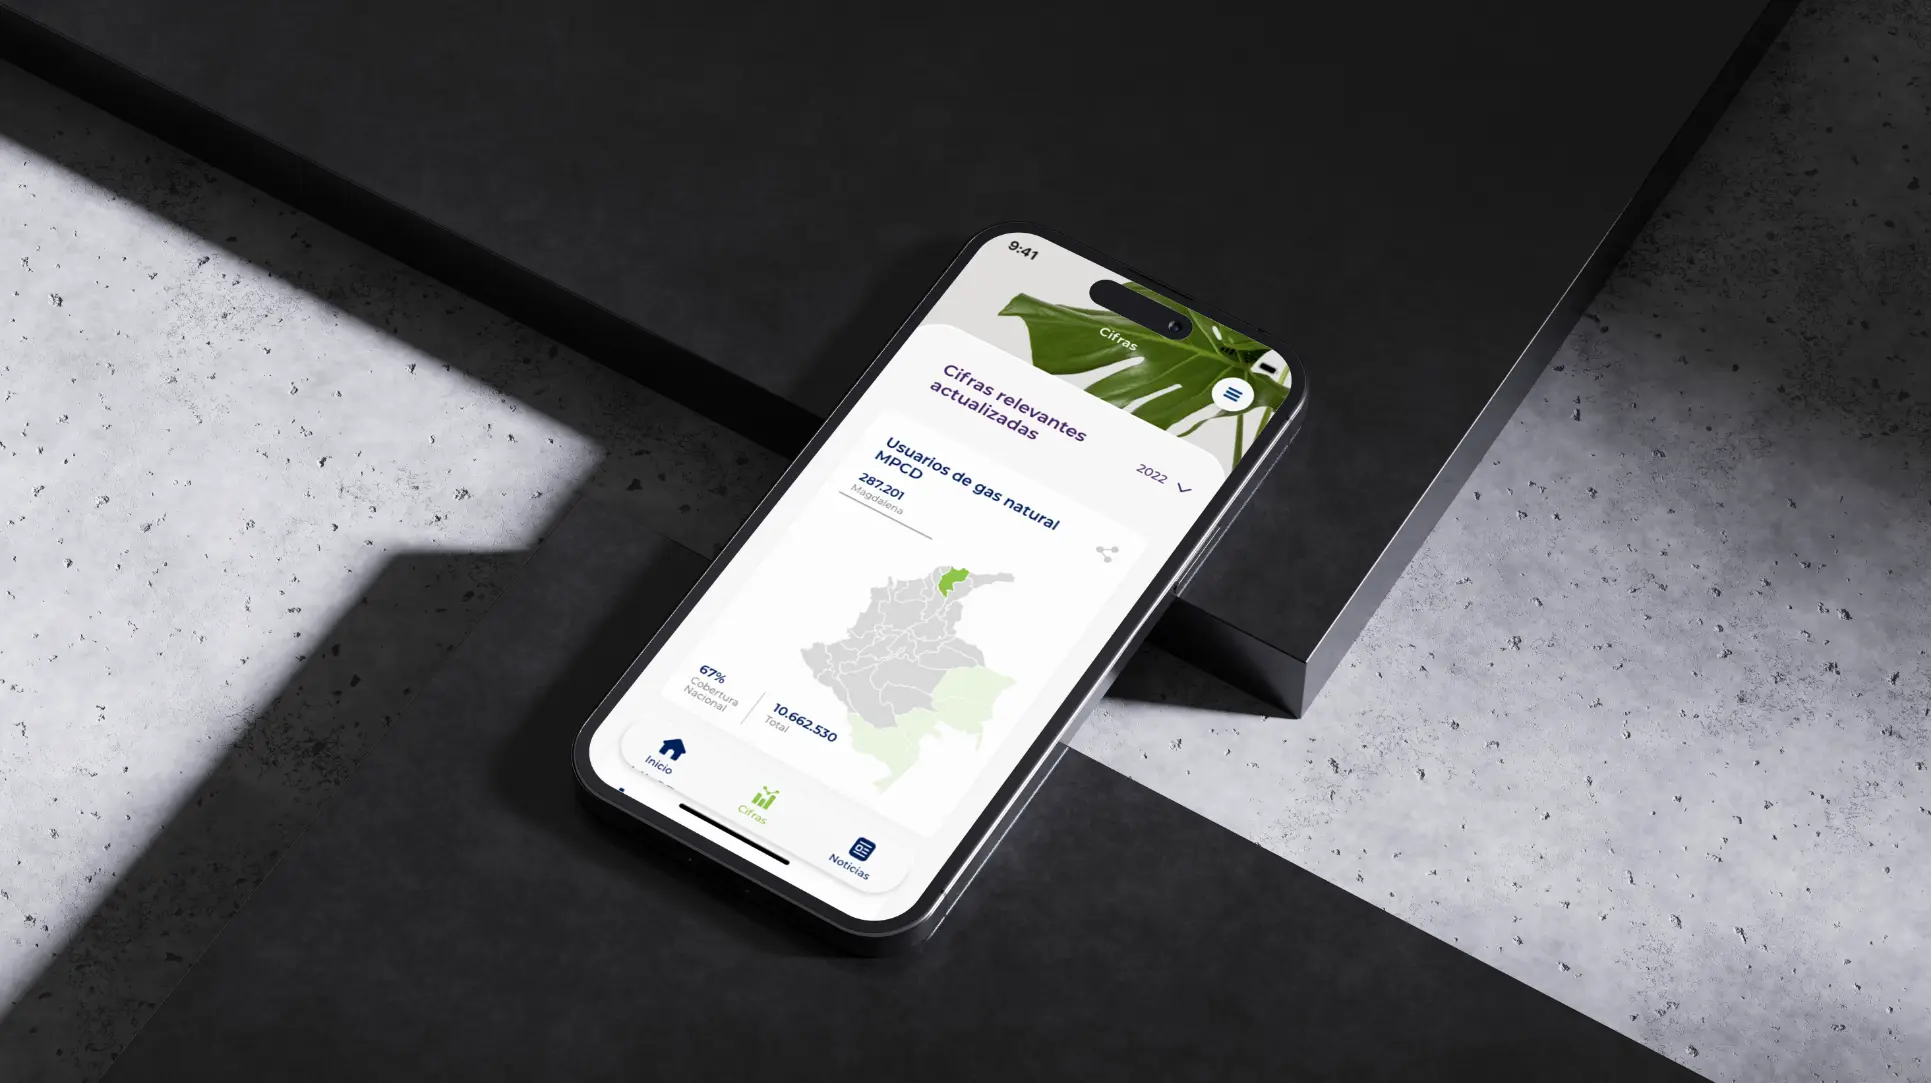 9:41
Cifras
Cifras relevantes
actualizadas
2022
Usuarios de gas natural
MPCD
287.201
Magdalena
67%
Cobertura
Nacional
10.662.530
Total
Inicio
Cifras
Noticias